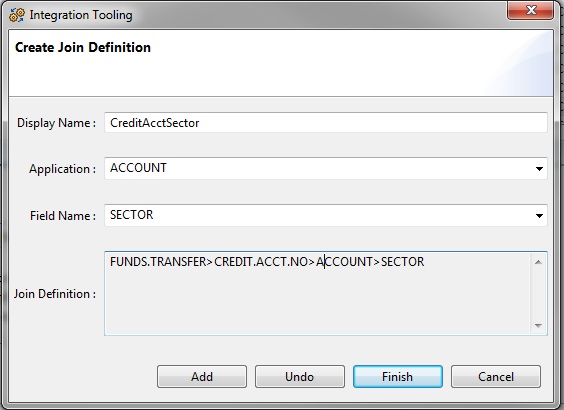 Integration Tooling
Create Join Definition
Display Name : CreditAcctSector
Application : ACCOUNT
Field Name : SECTOR
FUNDS.TRANSFER>CREDIT.ACCT.NO>ACCOUNT>SECTOR
Join Definition :
Add Undo Finish Cancel